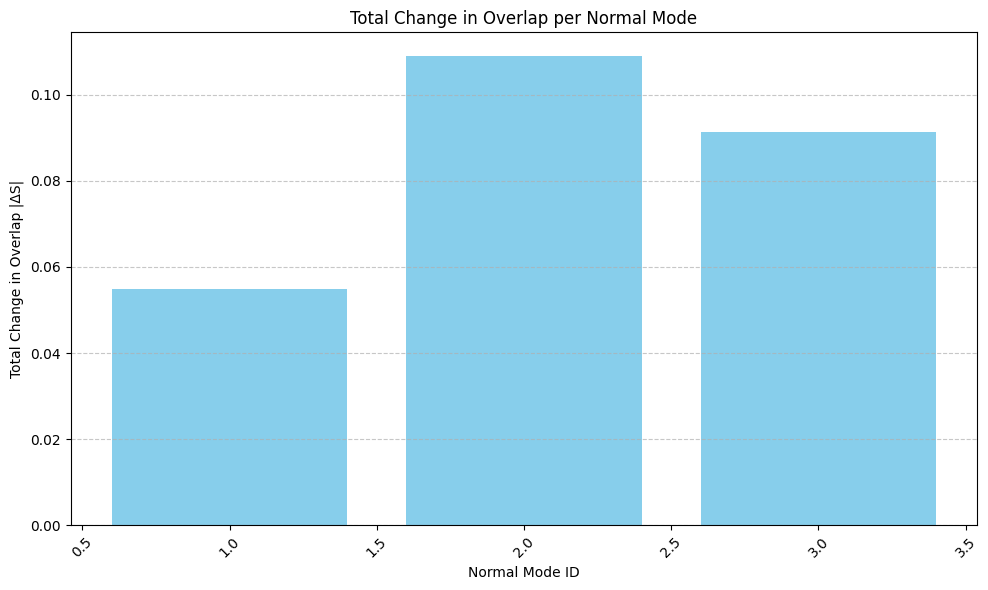 Total Change in Overlap per Normal Mode
Total Change in Overlap |ΔS|
0.10
0.08
0.06
0.04
0.02
0.00
0.5 1.0 1.5 2.0 2.5 3.0 3.5
Normal Mode ID